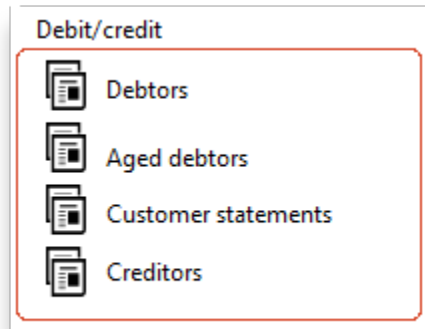 Debit/credit
Debtors
Aged debtors
Customer statements
Creditors